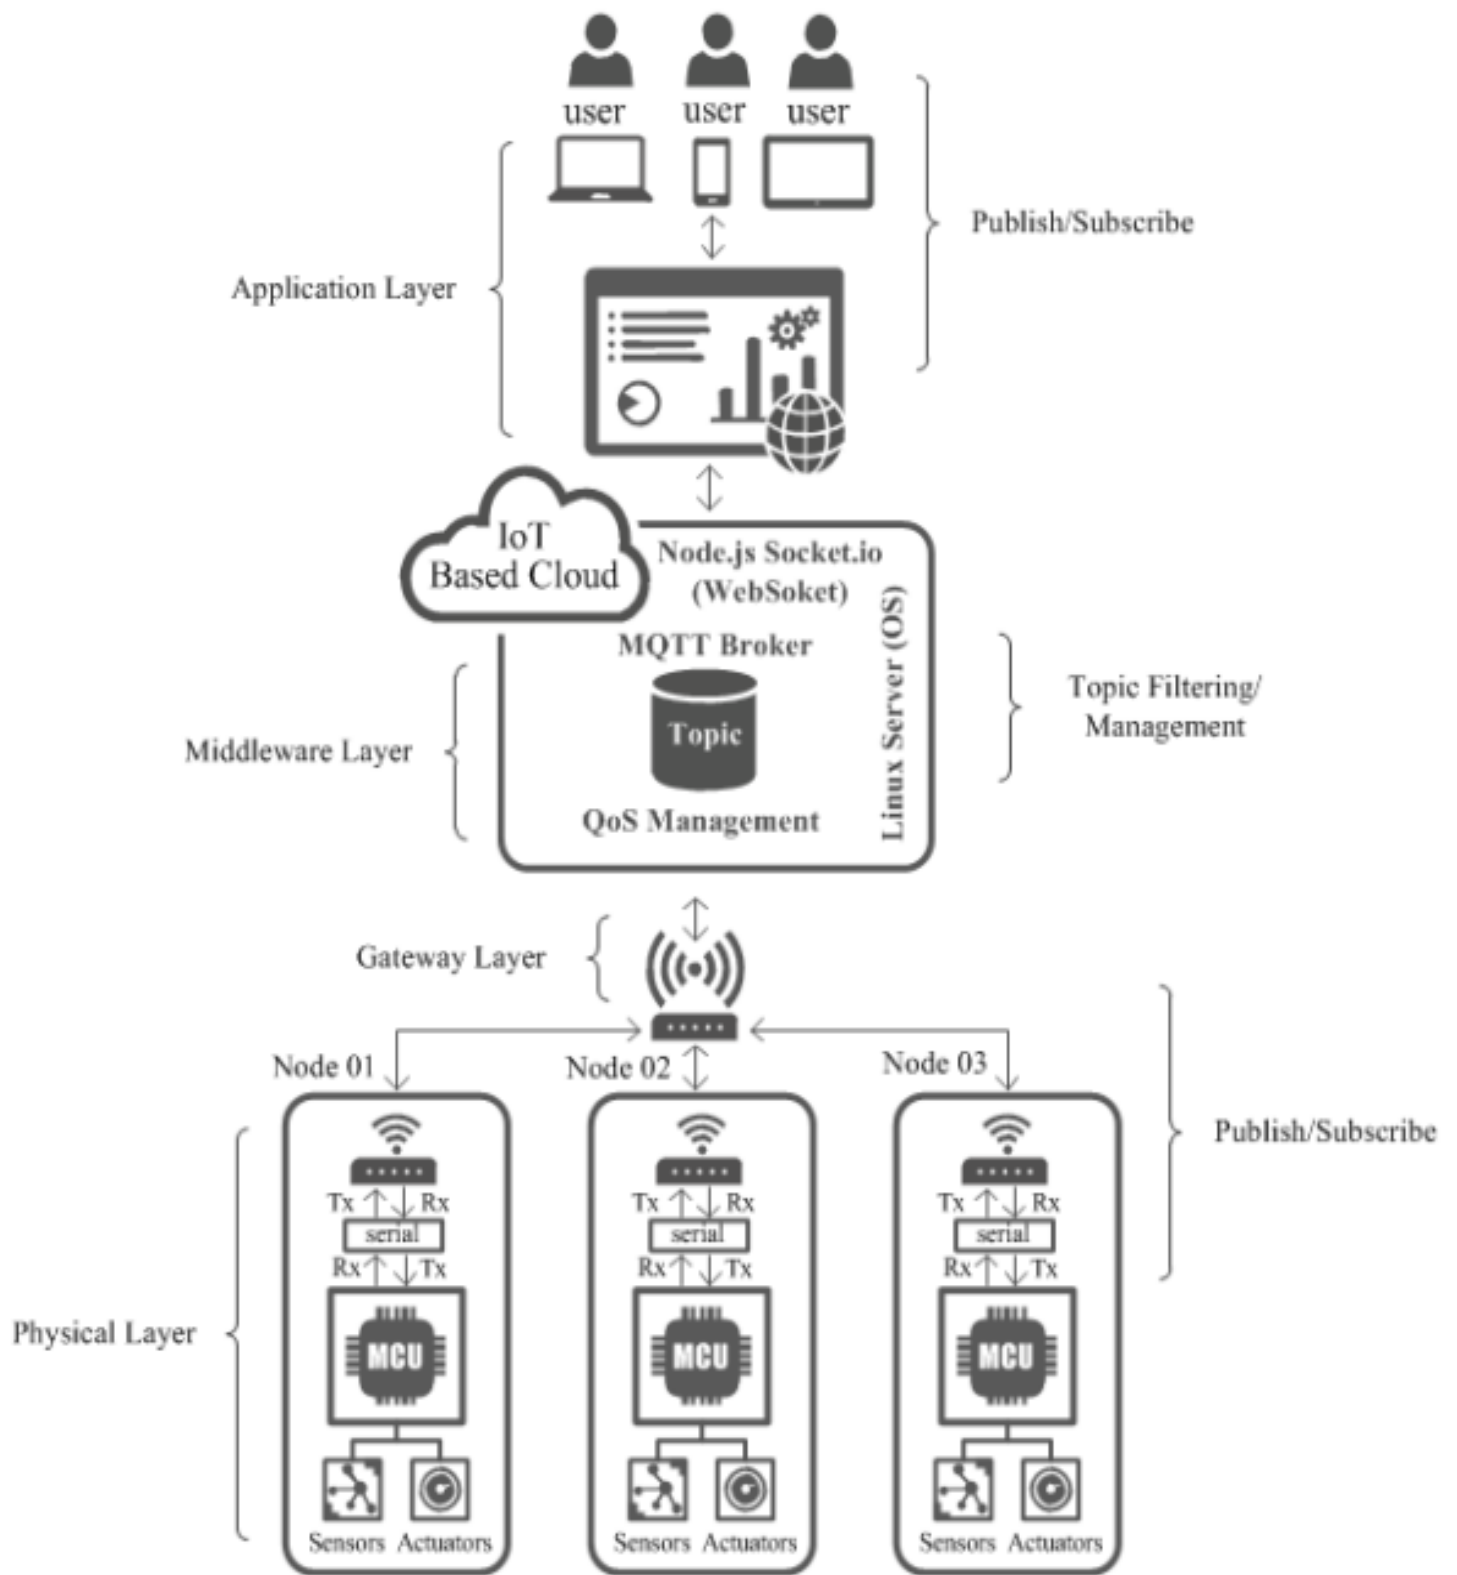 user
user
user
Publish/Subscribe
Application Layer
IoT
Based Cloud
Node.js Socket.io
(WebSoket)
MQTT Broker
Linux Server (OS)
Topic
Topic Filtering/
Management
Middleware Layer
QoS Management
Gateway Layer
Node 01
Node 02
Node 03
Publish/Subscribe
Tx Rx
serial
Rx Tx
Tx Rx
serial
Rx Tx
Tx Rx
serial
Rx Tx
Physical Layer
MCU
MCU
MCU
Sensors Actuators
Sensors Actuators
Sensors Actuators